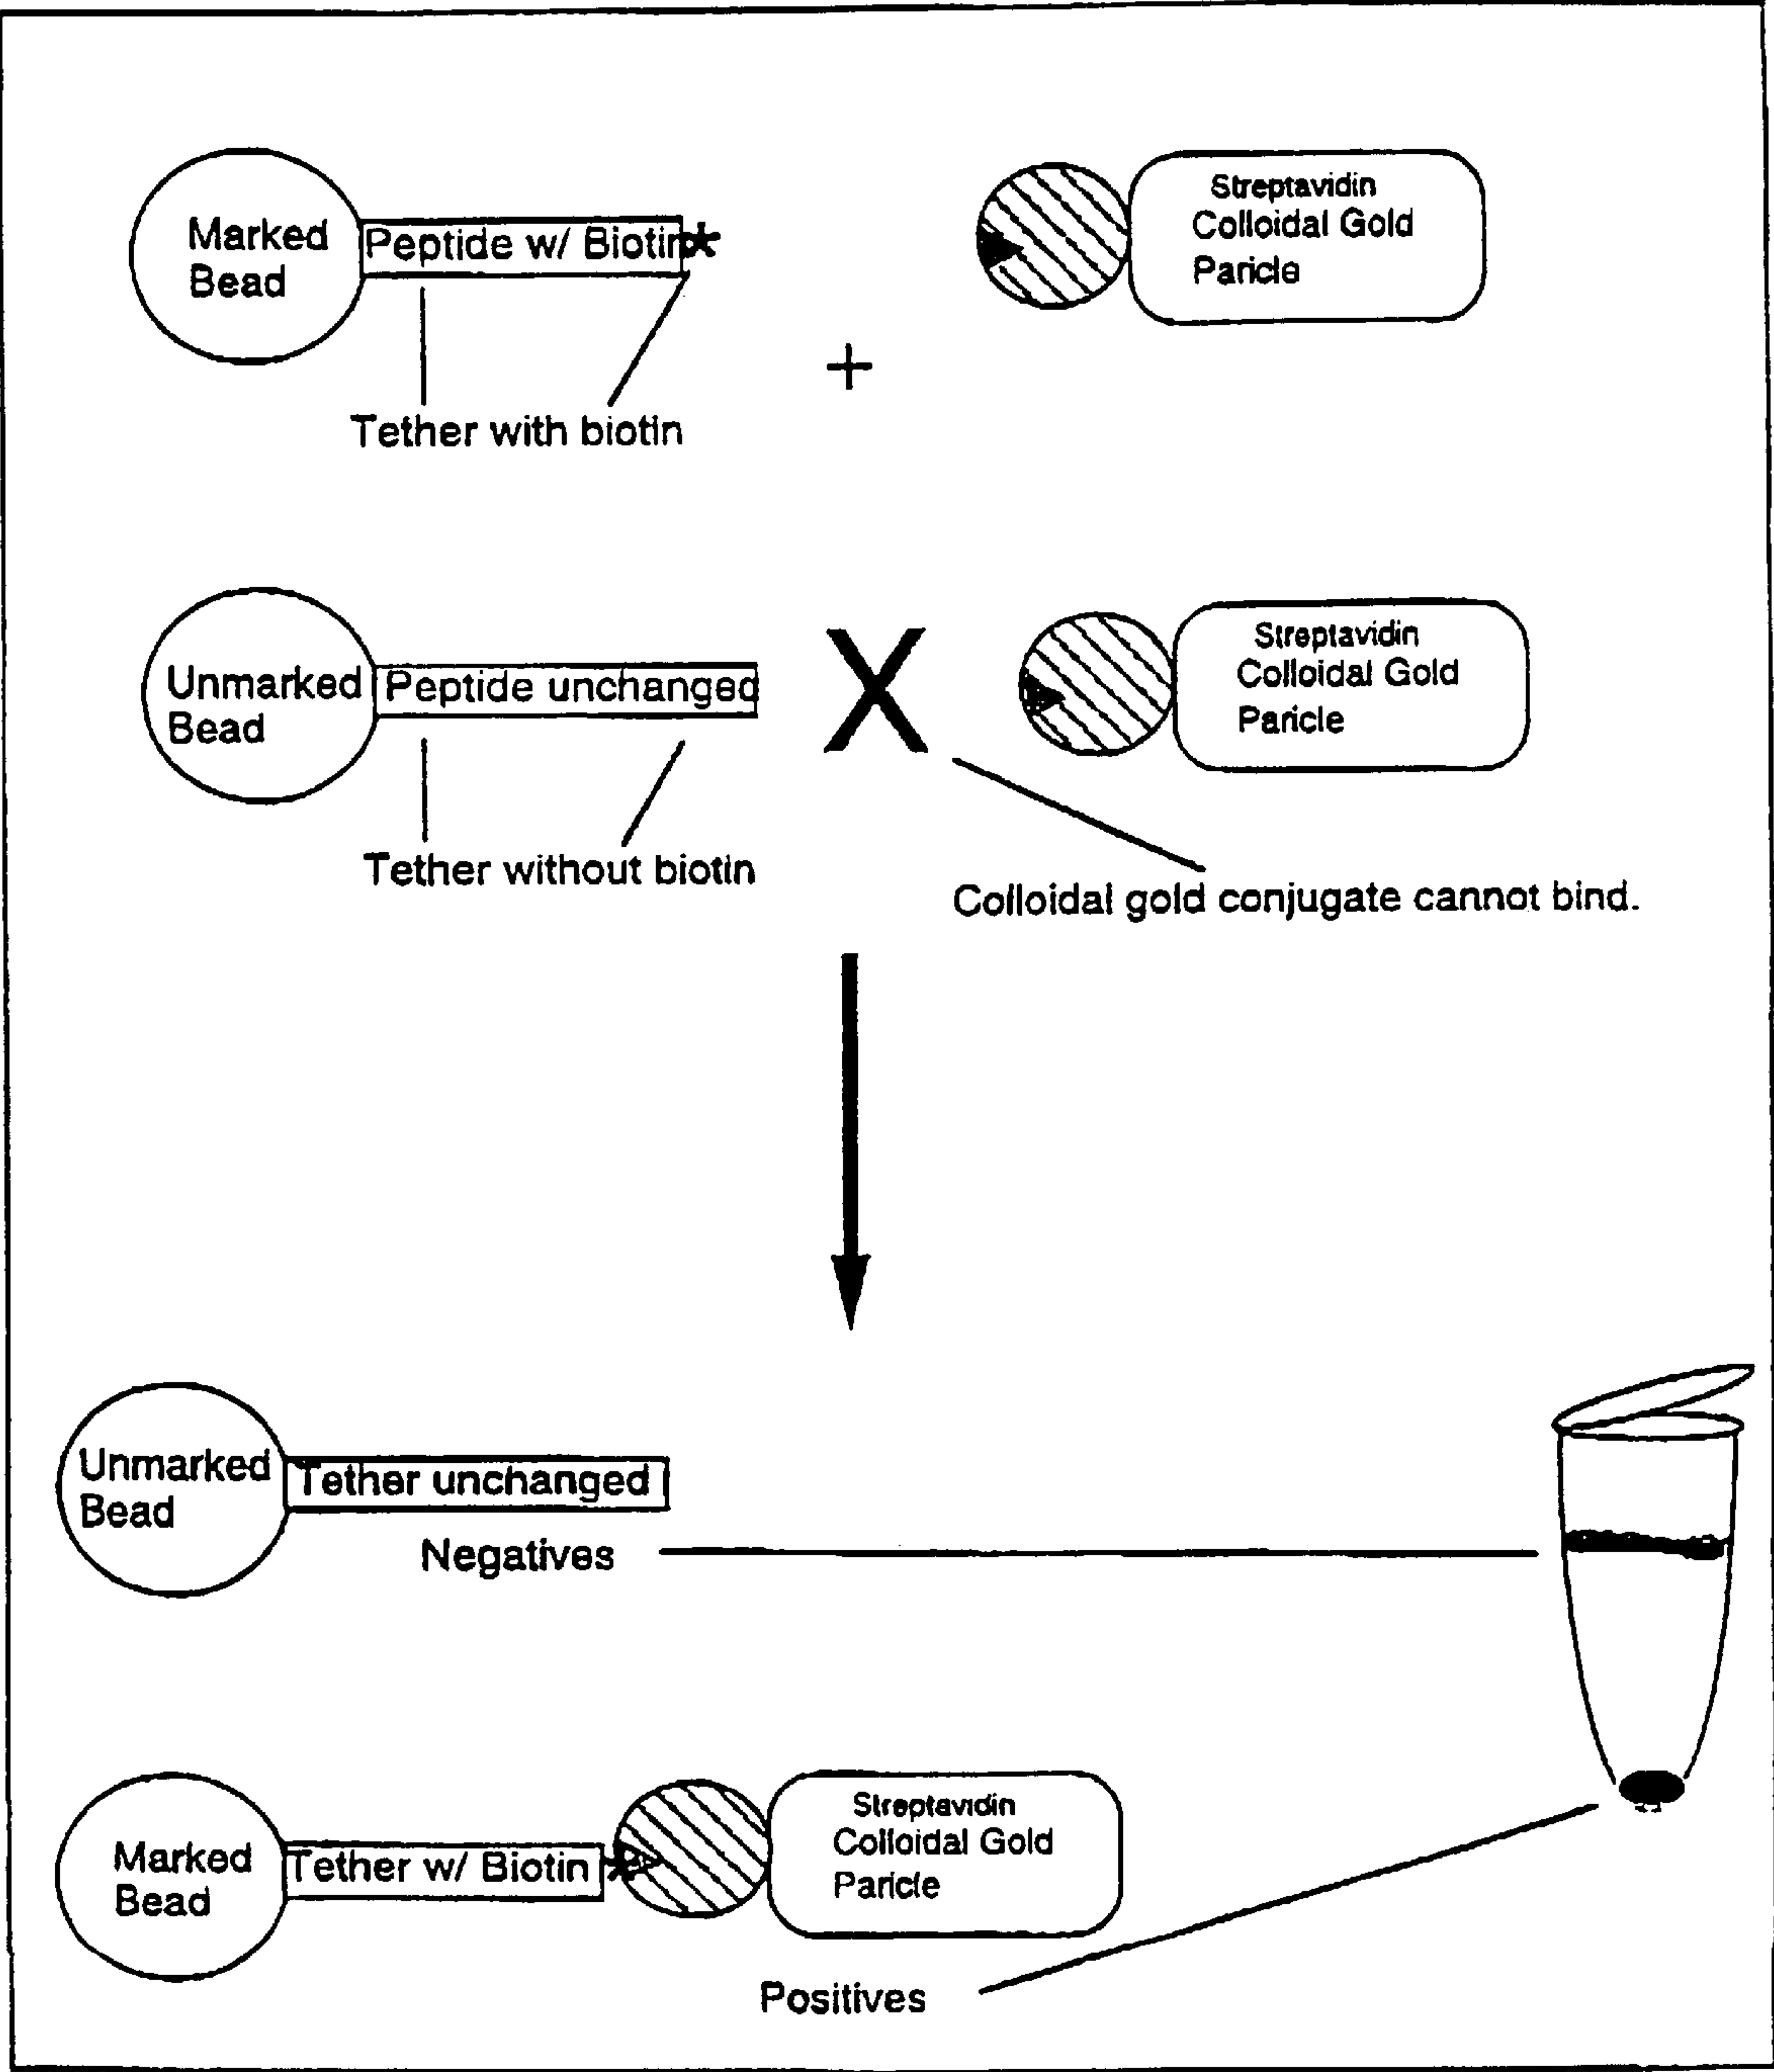 Marked
Bead
Peptide w/ Biotin*
Streptavidin
Colloidal Gold
Paricle
+
Tether with biotin
Unmarked
Bead
Peptide unchanged
X
Streptavidin
Colloidal Gold
Paricle
Tether without biotin
Colloidal gold conjugate cannot bind.
Unmarked
Bead
Tether unchanged
Negatives
Marked
Bead
Tether w/ Biotin*
Streptavidin
Colloidal Gold
Paricle
Positives